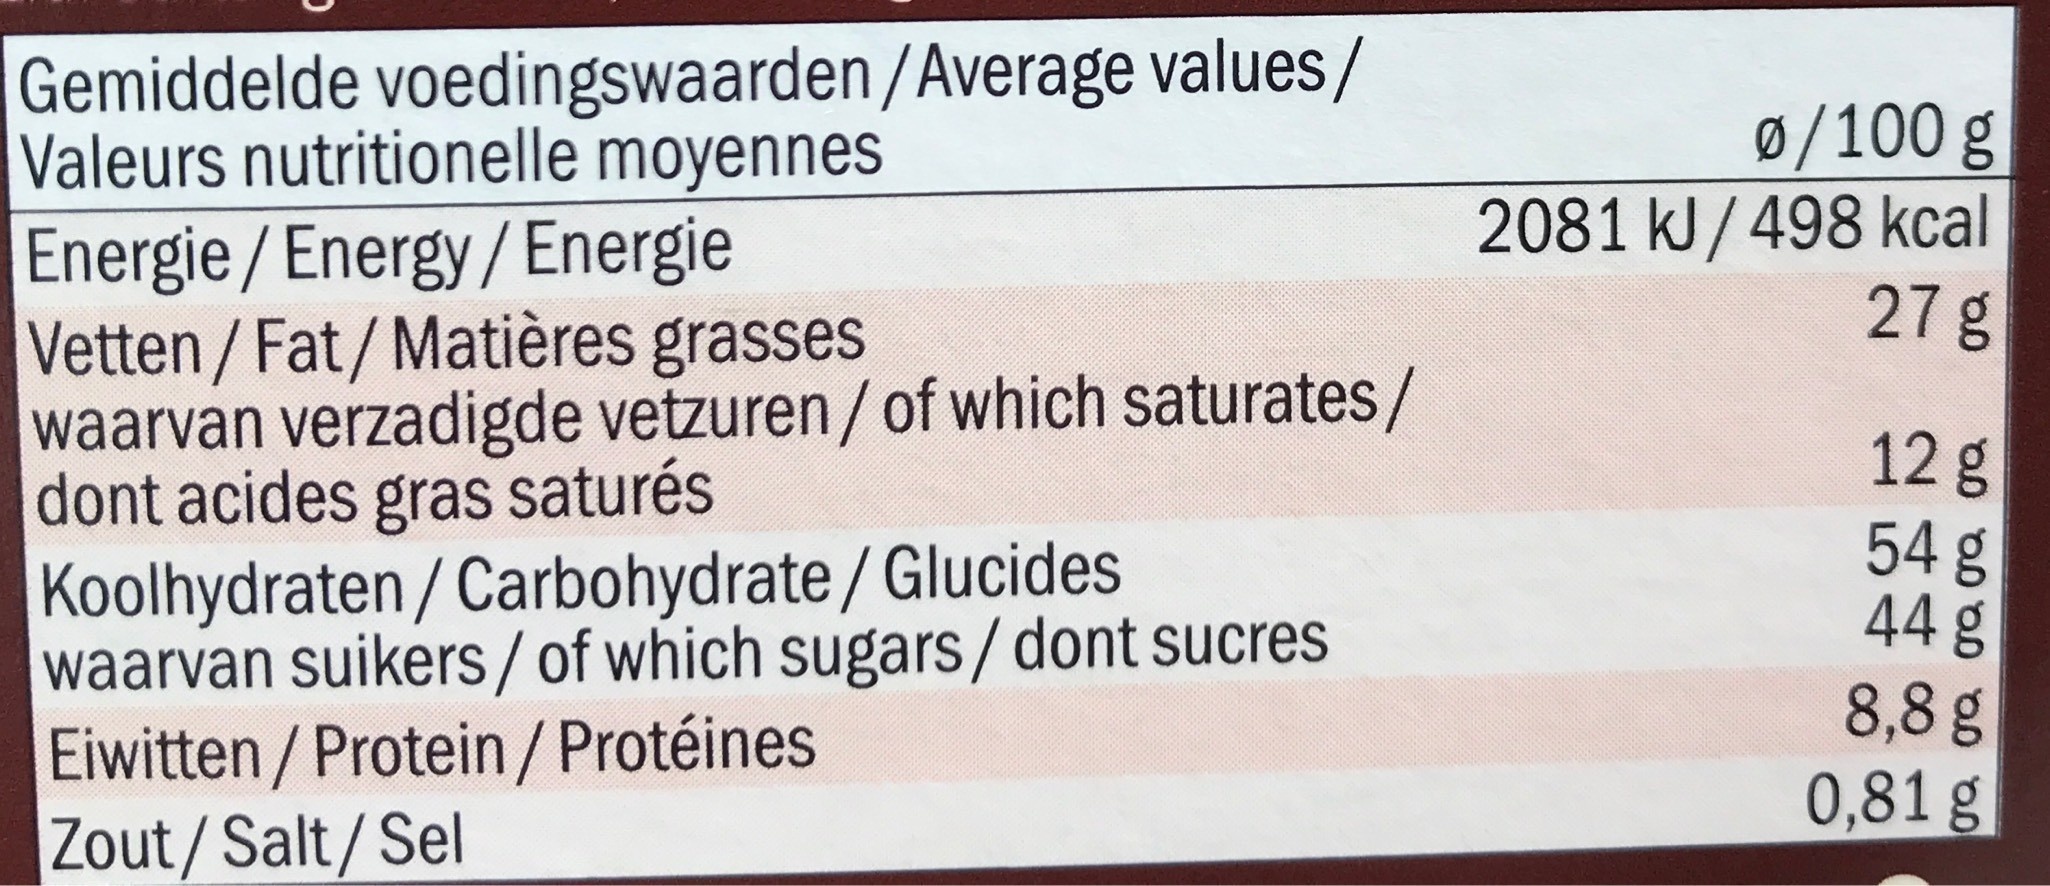 Gemiddelde voedingswaarden / Average values /
Valeurs nutritionelle moyennes ø/100 g
Energie / Energy / Energie 2081 kJ / 498 kcal
Vetten / Fat / Matières grasses 27 g
waarvan verzadigde vetzuren / of which saturates /
dont acides gras saturés 12 g
Koolhydraten / Carbohydrate / Glucides 54 g
waarvan suikers / of which sugars / dont sucres 44 g
Eiwitten / Protein / Protéines 8,8 g
Zout / Salt / Sel 0,81 g